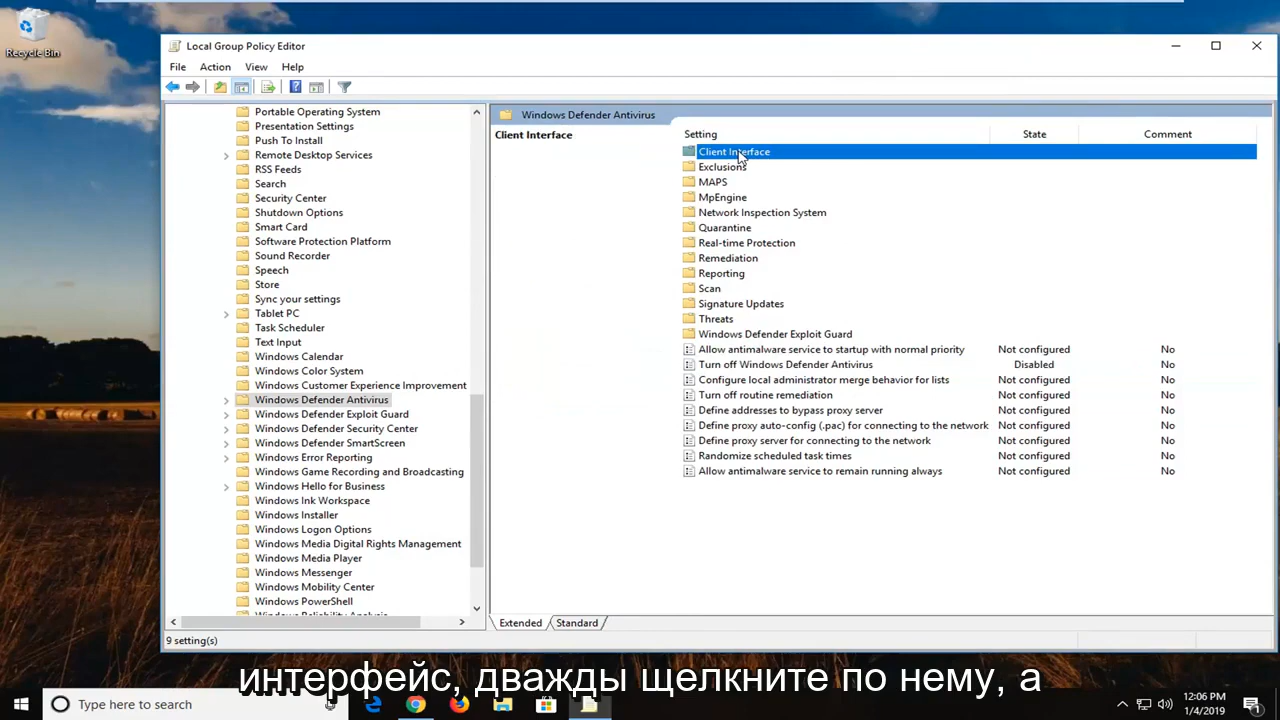 Recycle Bin
Local Group Policy Editor
File Action View Help
Portable Operating System
Presentation Settings
Push To Install
Remote Desktop Services
RSS Feeds
Search
Security Center
Shutdown Options
Smart Card
Software Protection Platform
Sound Recorder
Speech
Store
Sync your settings
Tablet PC
Task Scheduler
Text Input
Windows Calendar
Windows Color System
Windows Customer Experience Improvement
Windows Defender Antivirus
Windows Defender Exploit Guard
Windows Defender Security Center
Windows Defender SmartScreen
Windows Error Reporting
Windows Game Recording and Broadcasting
Windows Hello for Business
Windows Ink Workspace
Windows Installer
Windows Logon Options
Windows Media Digital Rights Management
Windows Media Player
Windows Messenger
Windows Mobility Center
Windows PowerShell
Windows Reliability Analysis
Windows Defender Antivirus
Client Interface
Setting State Comment
Client Interface
Exclusions
MAPS
MpEngine
Network Inspection System
Quarantine
Real-time Protection
Remediation
Reporting
Scan
Signature Updates
Threats
Windows Defender Exploit Guard
Allow antimalware service to startup with normal priority Not configured No
Turn off Windows Defender Antivirus Disabled No
Configure local administrator merge behavior for lists Not configured No
Turn off routine remediation Not configured No
Define addresses to bypass proxy server Not configured No
Define proxy auto-config (.pac) for connecting to the network Not configured No
Define proxy server for connecting to the network Not configured No
Randomize scheduled task times Not configured No
Allow antimalware service to remain running always Not configured No
Extended Standard
9 setting(s)
интерфейс, дважды щелкните по нему, а
Type here to search
12:06 PM
1/4/2019
1